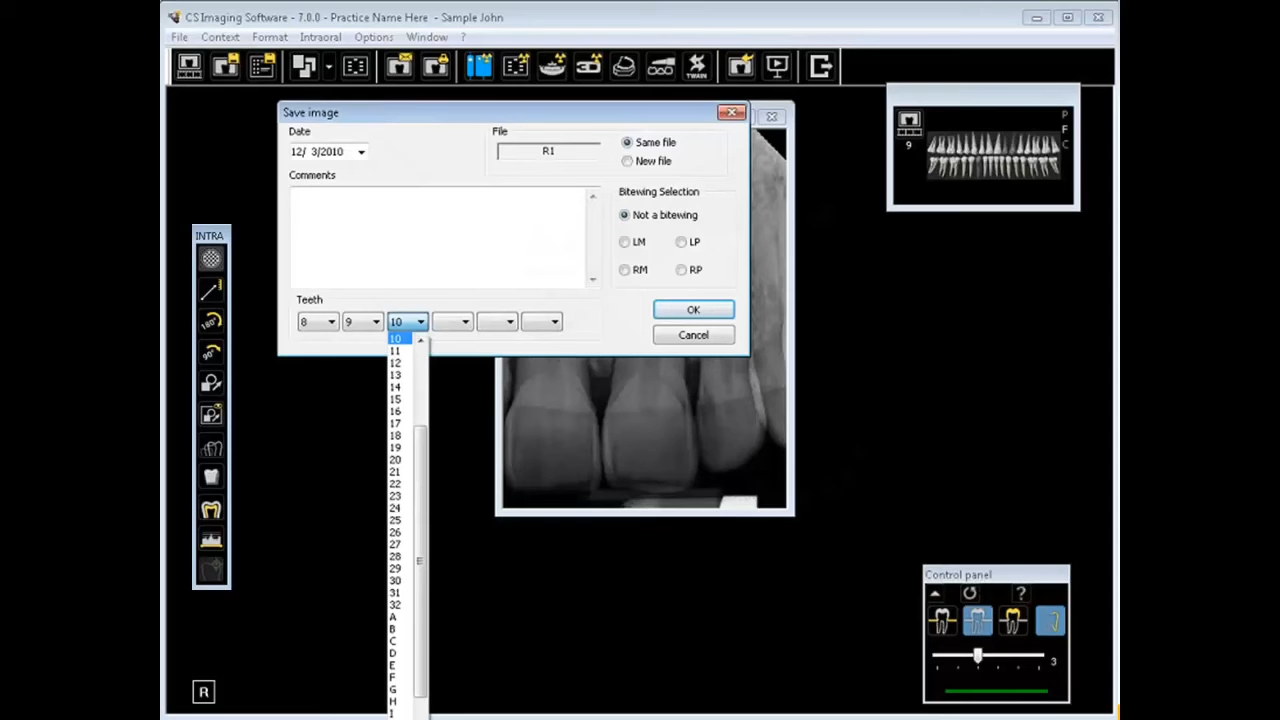 CS Imaging Software - 7.0.0 - Practice Name Here - Sample John
File Context Format Intraoral Options Window ?
TWAIN
Save image
Date
12/ 3/2010
File
R1
Same file
New file
Comments
Bitewing Selection
Not a bitewing
LM LP
RM RP
Teeth
8 9 10
OK
Cancel
10
11
12
13
14
15
16
17
18
19
20
21
22
23
24
25
26
27
28
29
30
31
32
A
B
C
D
E
F
G
H
I
P
F
C
9
INTRA
180°
90°
R
Control panel
?
3